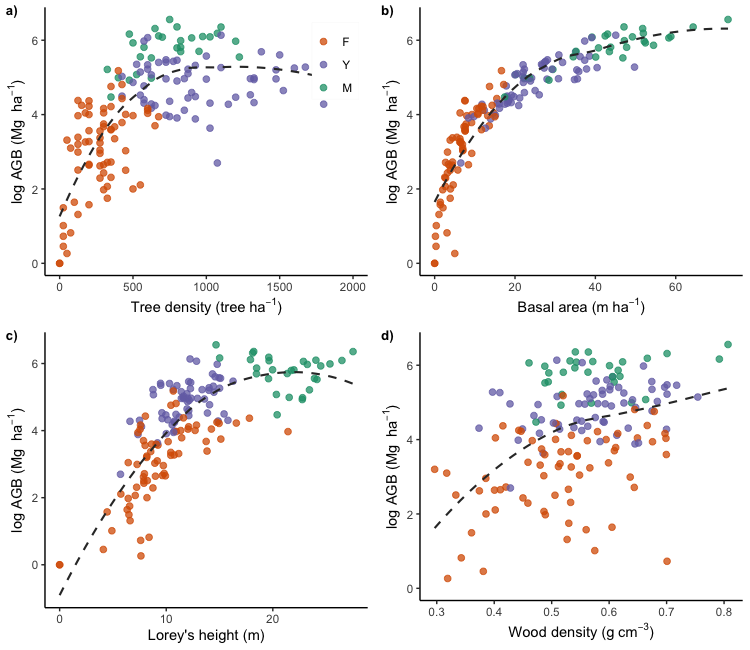 a)
log AGB (Mg ha⁻¹)
6
4
2
0
F
Y
M
0 500 1000 1500 2000
Tree density (tree ha⁻¹)
b)
log AGB (Mg ha⁻¹)
6
4
2
0
0 20 40 60
Basal area (m ha⁻¹)
c)
log AGB (Mg ha⁻¹)
6
4
2
0
0 10 20
Lorey's height (m)
d)
log AGB (Mg ha⁻¹)
6
4
2
0
0.3 0.4 0.5 0.6 0.7 0.8
Wood density (g cm⁻³)